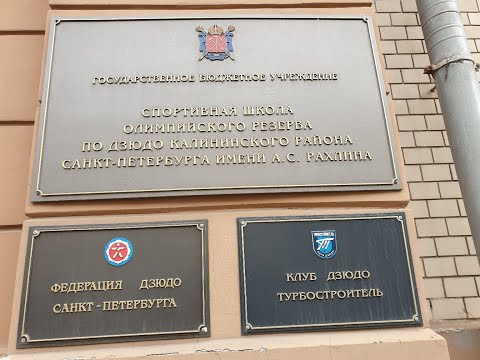 ГОСУДАРСТВЕННОЕ БЮДЖЕТНОЕ УЧРЕЖДЕНИЕ
СПОРТИВНАЯ ШКОЛА
ОЛИМПИЙСКОГО РЕЗЕРВА
ПО ДЗЮДО КАЛИНИНСКОГО РАЙОНА
САНКТ-ПЕТЕРБУРГА ИМЕНИ А.С. РАХЛИНА
ФЕДЕРАЦИЯ ДЗЮДО
САНКТ-ПЕТЕРБУРГА
КЛУБ ДЗЮДО
ТУРБОСТРОИТЕЛЬ